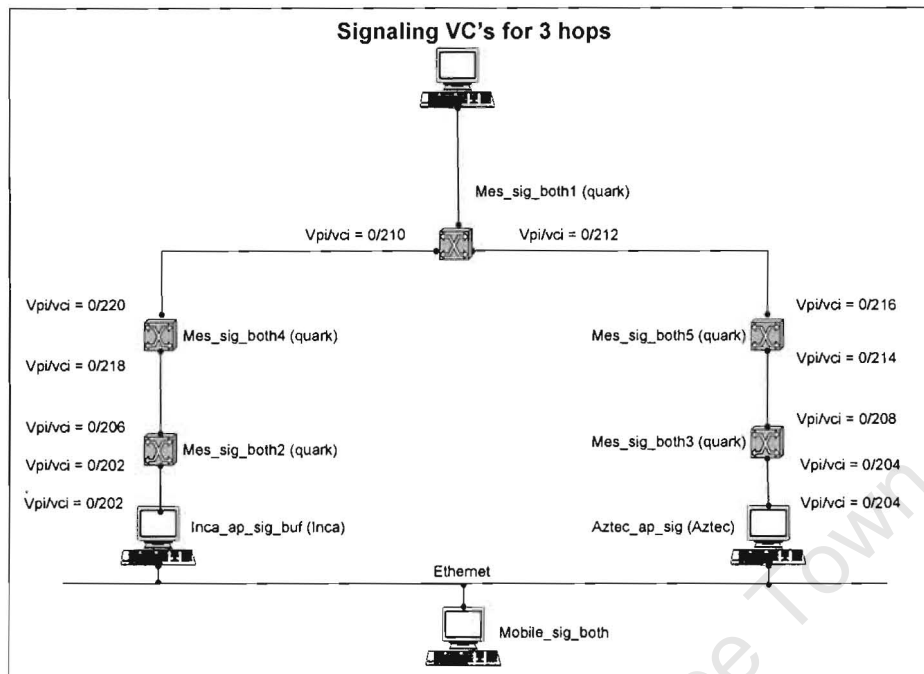 Signaling VC's for 3 hops
Mes_sig_both1 (quark)
Vpi/vci = 0/210
Vpi/vci = 0/212
Vpi/vci = 0/220
Vpi/vci = 0/216
Mes_sig_both4 (quark)
Mes_sig_both5 (quark)
Vpi/vci = 0/218
Vpi/vci = 0/214
Vpi/vci = 0/206
Vpi/vci = 0/208
Mes_sig_both2 (quark)
Mes_sig_both3 (quark)
Vpi/vci = 0/202
Vpi/vci = 0/204
Vpi/vci = 0/202
Vpi/vci = 0/204
Inca_ap_sig_buf (Inca)
Aztec_ap_sig (Aztec)
Ethernet
Mobile_sig_both
Town